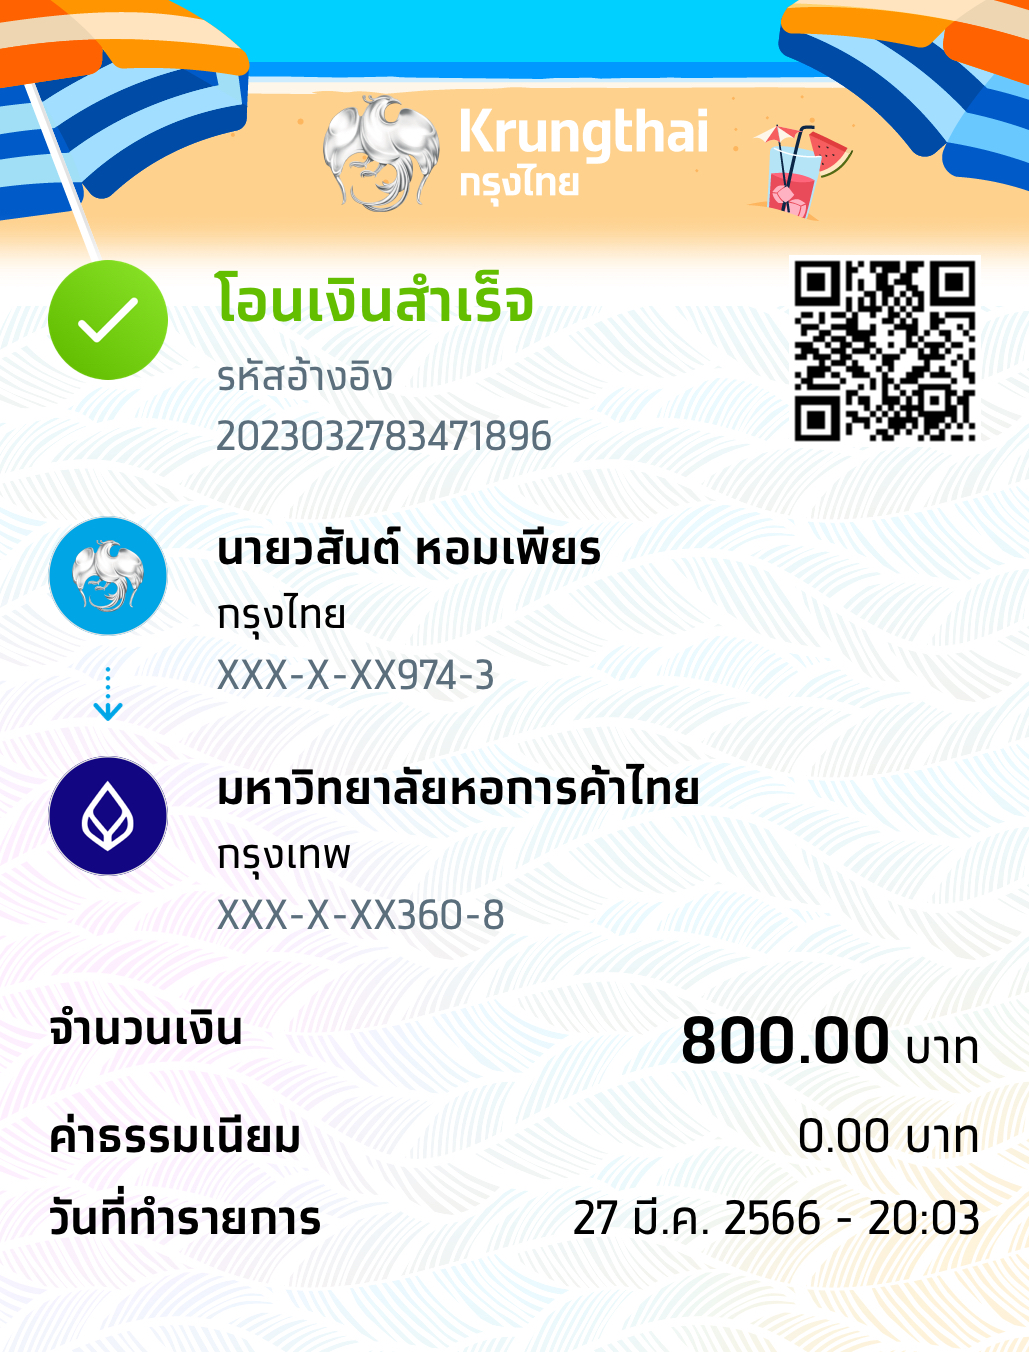 Krungthai
กรุงไทย
โอนเงินสำเร็จ
รหัสอ้างอิง
2023032783471896
นายวสันต์ หอมเพียร
กรุงไทย
XXX-X-XX974-3
มหาวิทยาลัยหอการค้าไทย
กรุงเทพ
XXX-X-XX360-8
จำนวนเงิน 800.00 บาท
ค่าธรรมเนียม 0.00 บาท
วันที่ทำรายการ 27 มี.ค. 2566 - 20:03